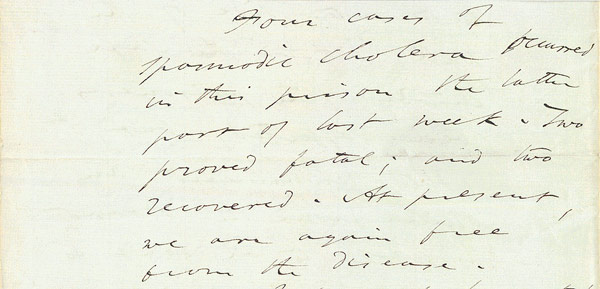 Four cases of
spasmodic cholera occurred
in this prison the latter
part of last week. Two
proved fatal; and two
recovered. At present,
we are again free
from the disease.